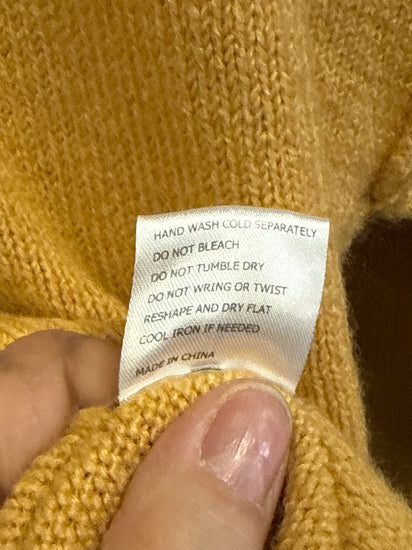 HAND WASH COLD SEPARATELY
DO NOT BLEACH
DO NOT TUMBLE DRY
DO NOT WRING OR TWIST
RESHAPE AND DRY FLAT
COOL IRON IF NEEDED
MADE IN CHINA